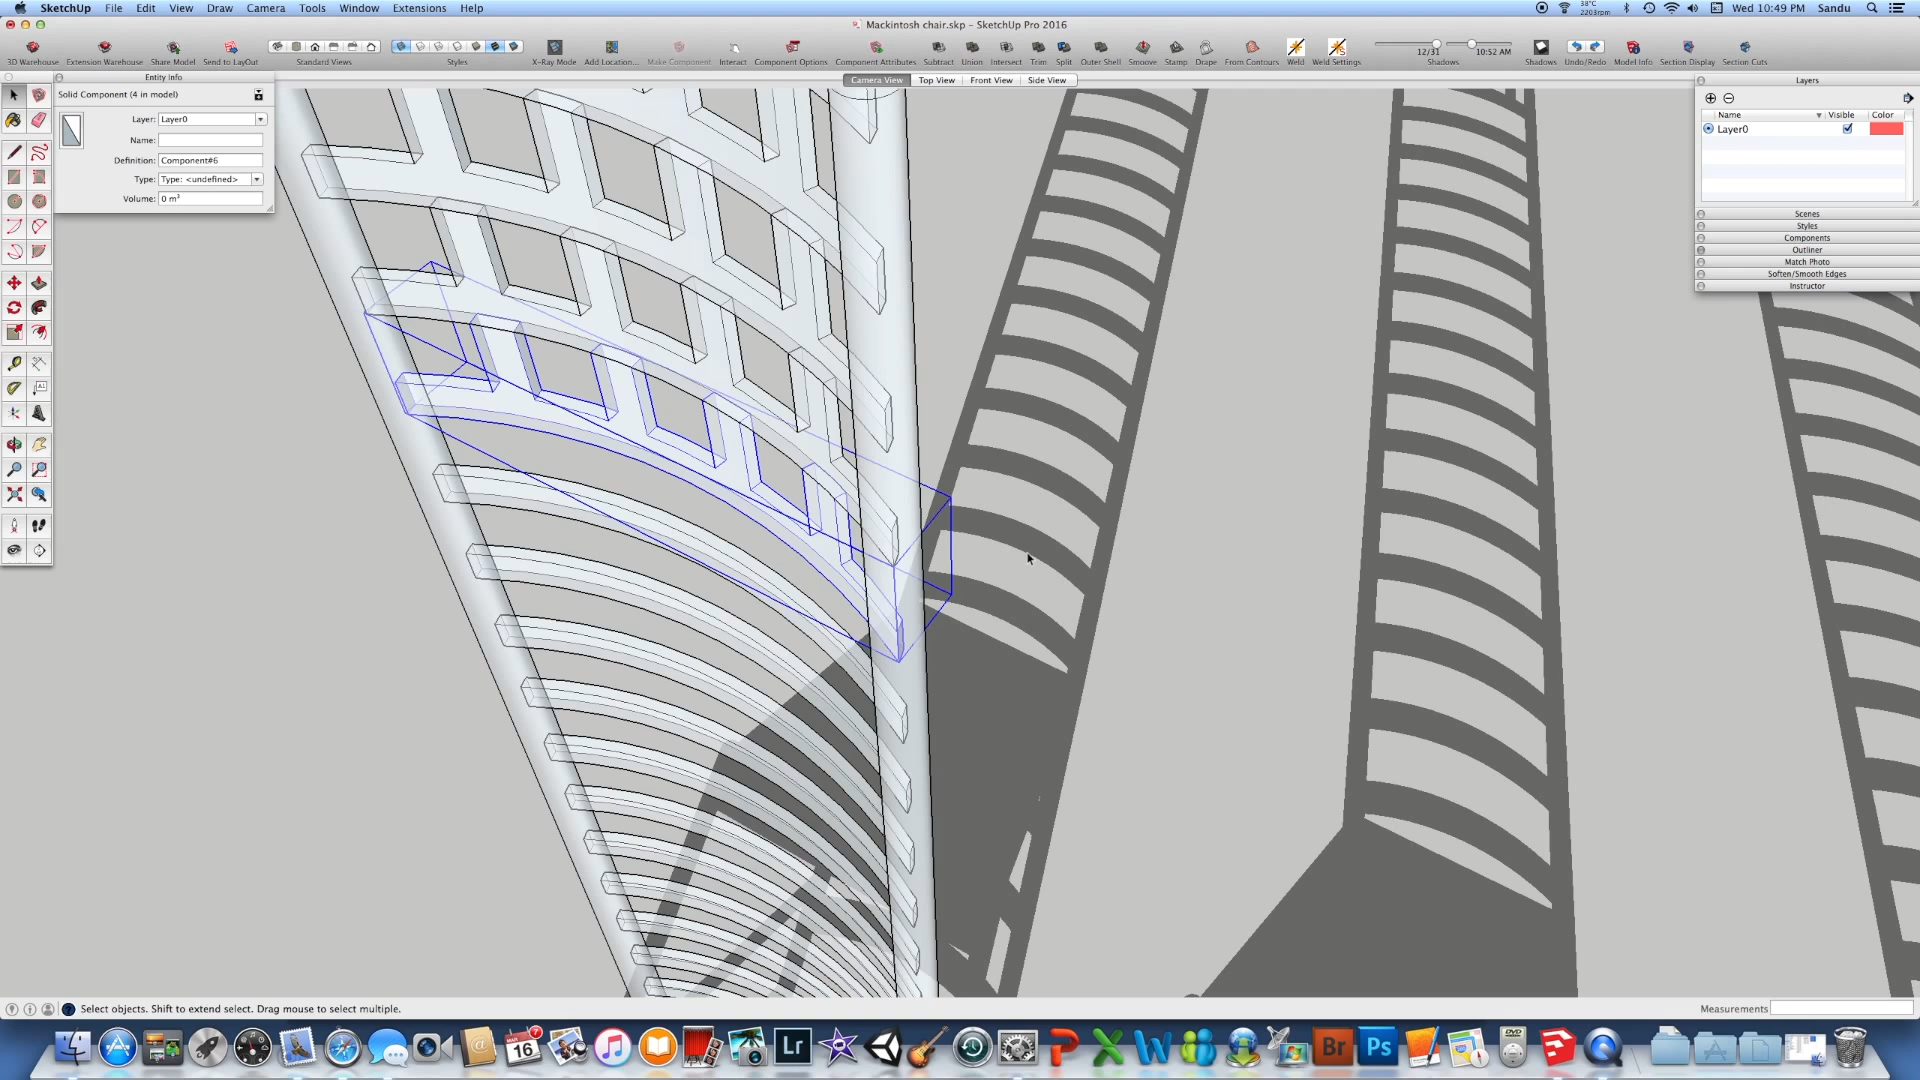 SketchUp File Edit View Draw Camera Tools Window Extensions Help
38°C
2203rpm
Wed 10:49 PM Sandu
Mackintosh chair.skp - SketchUp Pro 2016
12/31 10:52 AM
3D Warehouse Extension Warehouse Share Model Send to LayOut Standard Views Styles X-Ray Mode Add Location... Make Component Interact Component Options Component Attributes Subtract Union Intersect Trim Split Outer Shell Smoove Stamp Drape From Contours Weld Weld Settings Shadows Shadows Undo/Redo Model Info Section Display Section Cuts
Entity Info
Camera View Top View Front View Side View
Layers
Solid Component (4 in model)
Layer: Layer0
Name:
Definition: Component#6
Type: Type: <undefined>
Volume: 0 m³
Name Visible Color
Layer0
Scenes
Styles
Components
Outliner
Match Photo
Soften/Smooth Edges
Instructor
Select objects. Shift to extend select. Drag mouse to select multiple.
Measurements
7
16
Lr
Br
Ps